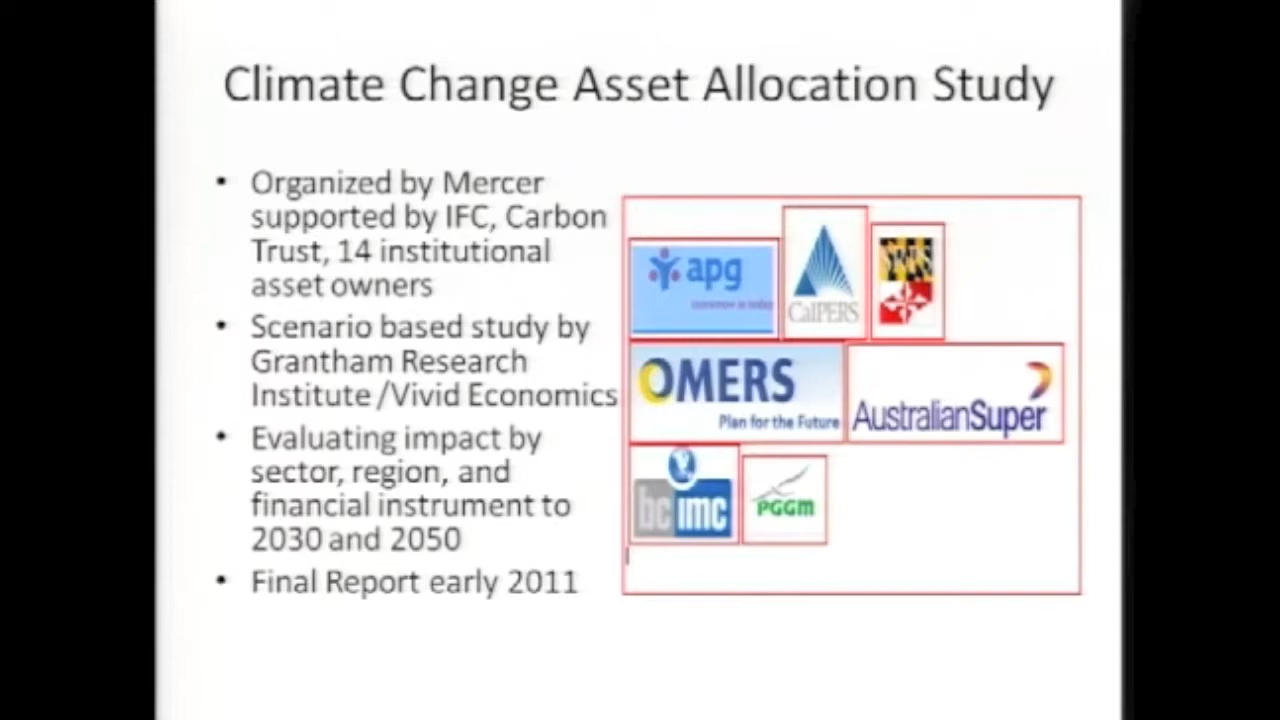 Climate Change Asset Allocation Study
• Organized by Mercer
supported by IFC, Carbon
Trust, 14 institutional
asset owners
• Scenario based study by
Grantham Research
Institute /Vivid Economics
• Evaluating impact by
sector, region, and
financial instrument to
2030 and 2050
• Final Report early 2011
apg
CalPERS
OMERS
Plan for the Future
AustralianSuper
bc imc
PGGM